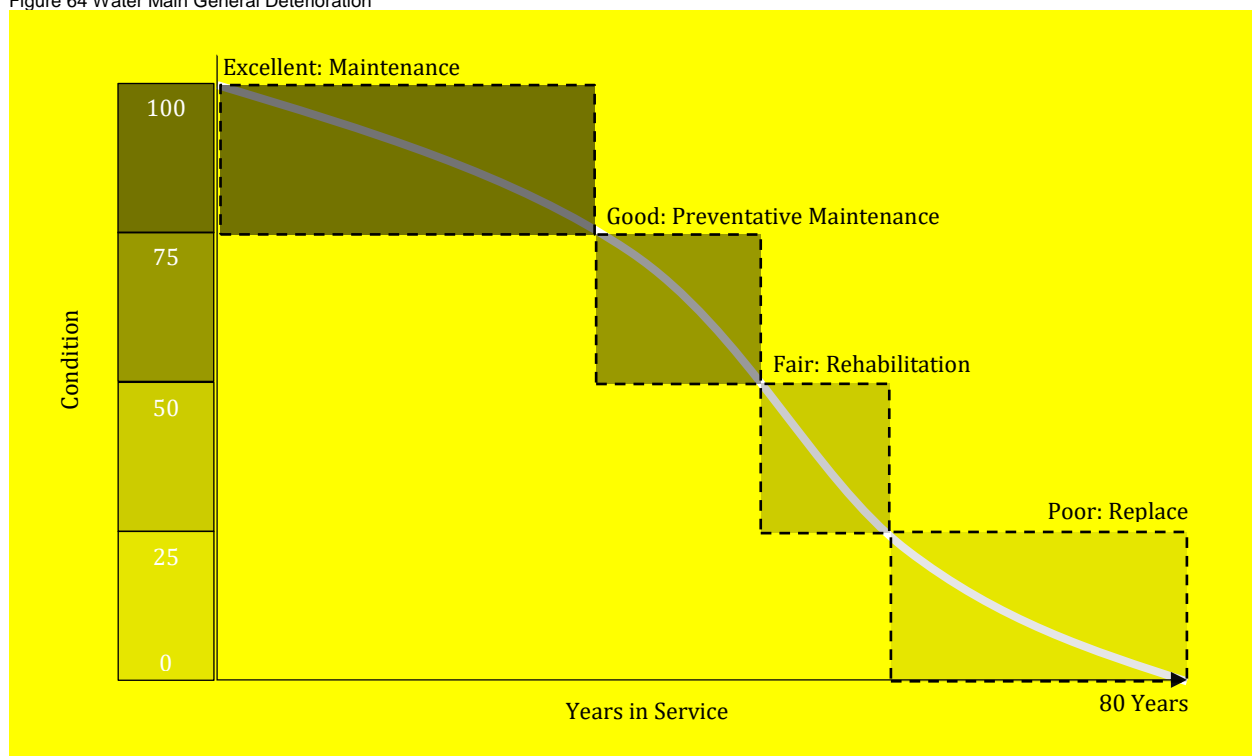 Figure 64 Water Main General Deterioration
Excellent: Maintenance
100
Good: Preventative Maintenance
75
Fair: Rehabilitation
Condition
50
Poor: Replace
25
0
80 Years
Years in Service